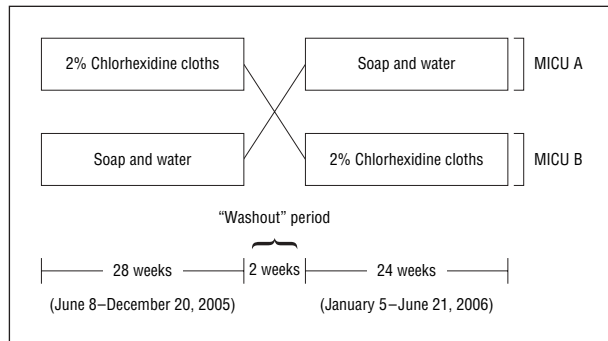 2% Chlorhexidine cloths
Soap and water
MICU A
Soap and water
2% Chlorhexidine cloths
MICU B
“Washout” period
28 weeks
2 weeks
24 weeks
(June 8–December 20, 2005)
(January 5–June 21, 2006)